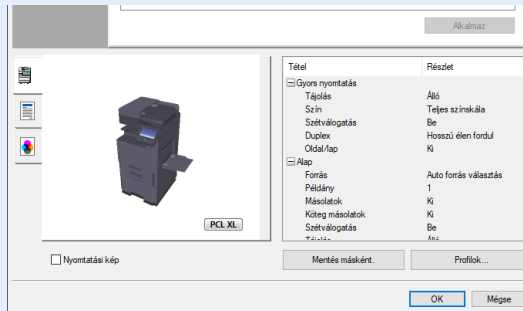 Alkalmaz
Tétel Részlet
Gyors nyomtatás
Tájolás Álló
Szín Teljes színskála
Szétválogatás Be
Duplex Hosszú élen fordul
Oldal/lap Ki
Alap
Forrás Auto forrás választás
Példány 1
Másolatok Ki
Köteg másolatok Ki
Szétválogatás Be
PCL XL
Nyomtatási kép
Mentés másként.
Profilok...
OK Mégse